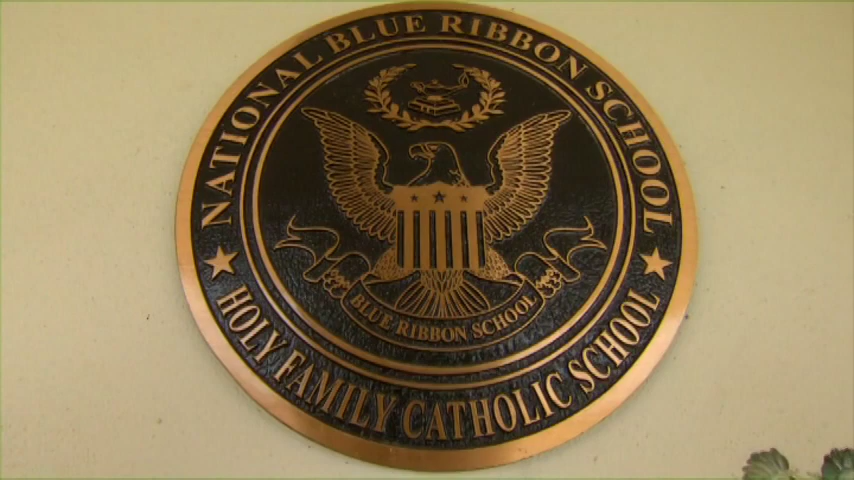 NATIONAL BLUE RIBBON SCHOOL
BLUE RIBBON SCHOOL
HOLY FAMILY CATHOLIC SCHOOL